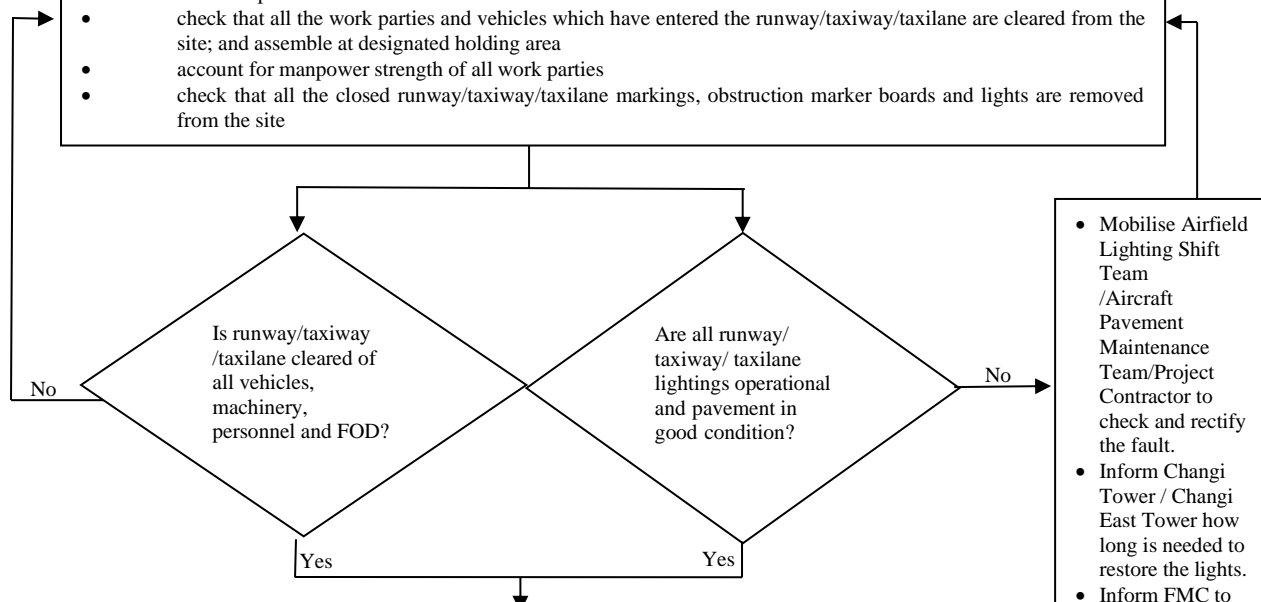 • check that all the work parties and vehicles which have entered the runway/taxiway/taxilane are cleared from the
site; and assemble at designated holding area
• account for manpower strength of all work parties
• check that all the closed runway/taxiway/taxilane markings, obstruction marker boards and lights are removed
from the site
Is runway/taxiway
/taxilane cleared of
all vehicles,
machinery,
personnel and FOD?
No
Yes
Are all runway/
taxiway/ taxilane
lightings operational
and pavement in
good condition?
No
Yes
• Mobilise Airfield
Lighting Shift
Team
/Aircraft
Pavement
Maintenance
Team/Project
Contractor to
check and rectify
the fault.
• Inform Changi
Tower / Changi
East Tower how
long is needed to
restore the lights.
• Inform FMC to